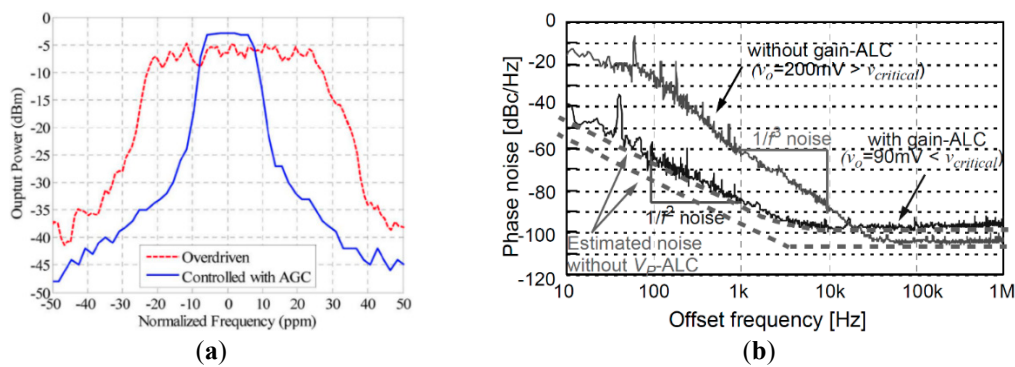 0
-5
-10
-15
-20
-25
-30
-35
-40
-45
-50
Ouptut Power (dBm)
Overdriven
Controlled with AGC
-50 -40 -30 -20 -10 0 10 20 30 40 50
Normalized Frequency (ppm)
(a)
0
-20
-40
-60
-80
-100
-120
Phase noise [dBc/Hz]
without gain-ALC
(vo=200mV > vcritical)
1/f³ noise
with gain-ALC
(vo=90mV < vcritical)
1/f² noise
Estimated noise
without VP-ALC
10 100 1k 10k 100k 1M
Offset frequency [Hz]
(b)